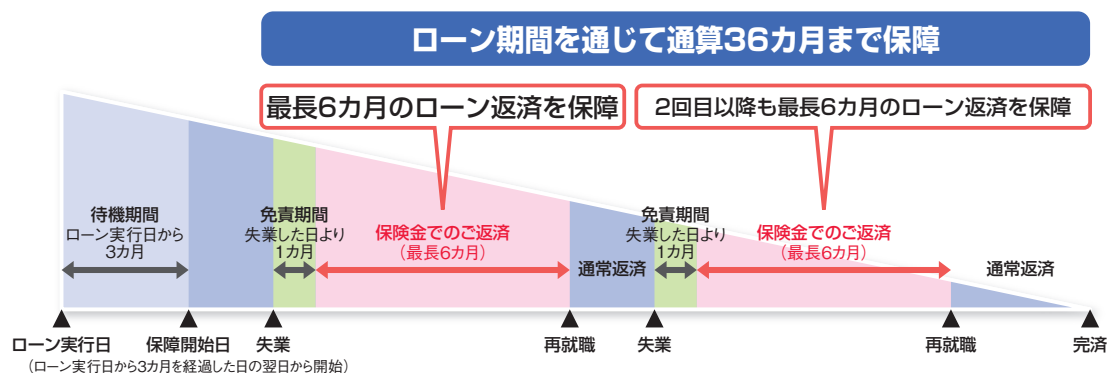 ローン期間を通じて通算36カ月まで保障
最長6カ月のローン返済を保障
2回目以降も最長6カ月のローン返済を保障
待機期間
ローン実行日から
3カ月
免責期間
失業した日より
1カ月
保険金でのご返済
(最長6カ月)
通常返済
免責期間
失業した日より
1カ月
保険金でのご返済
(最長6カ月)
通常返済
ローン実行日
保障開始日
失業
再就職
失業
再就職
完済
(ローン実行日から3カ月を経過した日の翌日から開始)